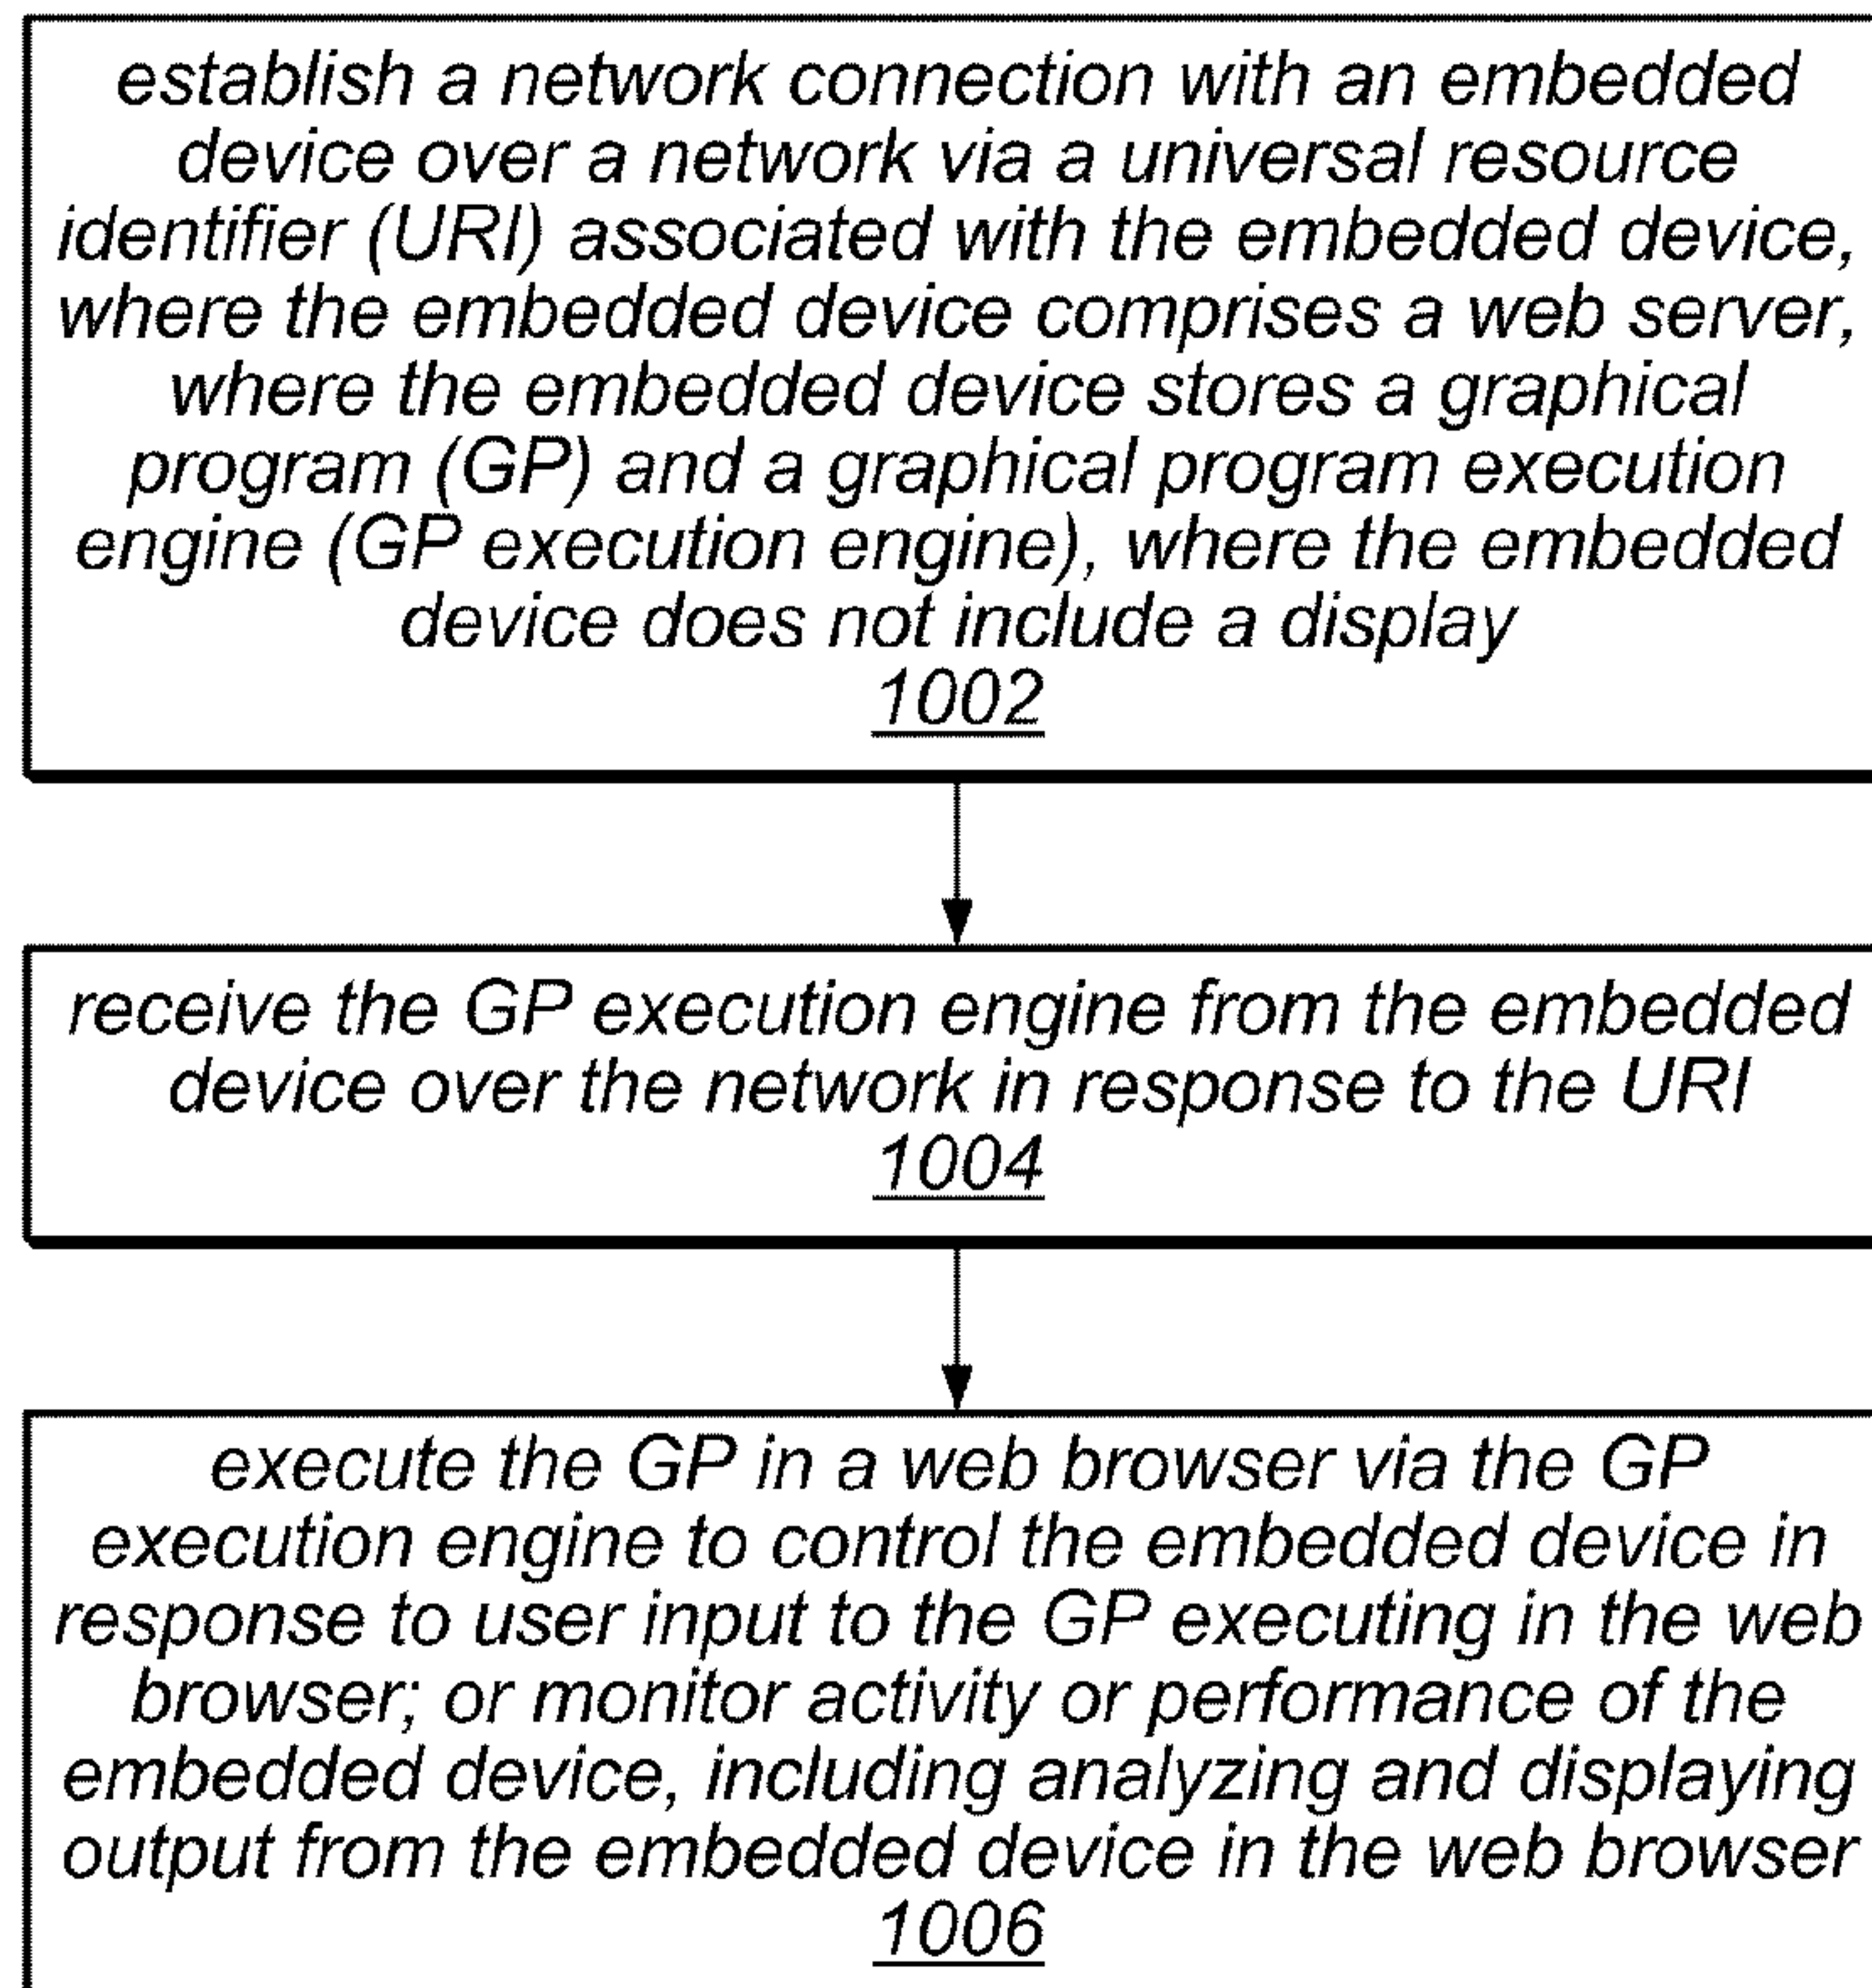 establish a network connection with an embedded
device over a network via a universal resource
identifier (URI) associated with the embedded device,
where the embedded device comprises a web server,
where the embedded device stores a graphical
program (GP) and a graphical program execution
engine (GP execution engine), where the embedded
device does not include a display
1002
receive the GP execution engine from the embedded
device over the network in response to the URI
1004
execute the GP in a web browser via the GP
execution engine to control the embedded device in
response to user input to the GP executing in the web
browser; or monitor activity or performance of the
embedded device, including analyzing and displaying
output from the embedded device in the web browser
1006